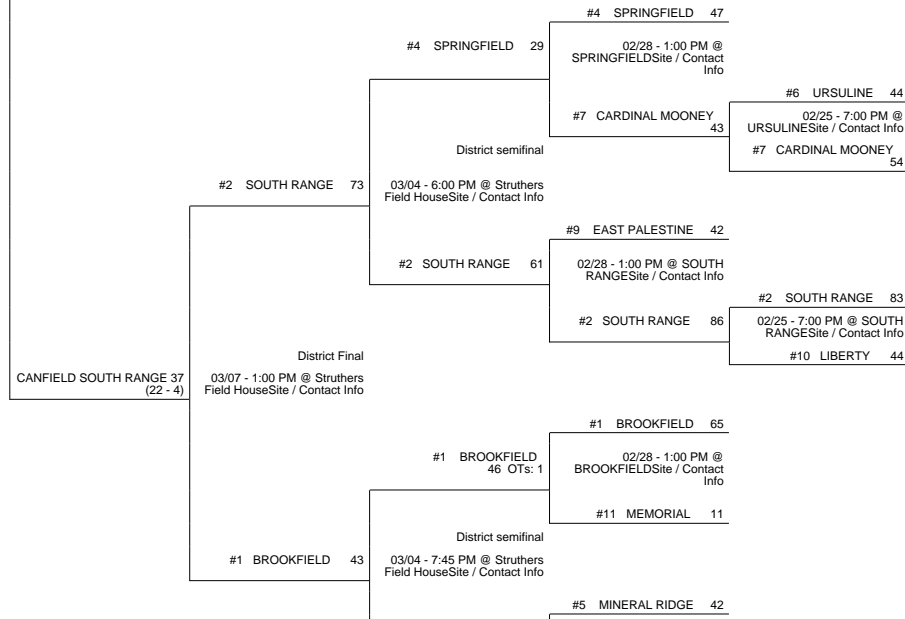 #4 SPRINGFIELD 47
#4 SPRINGFIELD 29
02/28 - 1:00 PM @
SPRINGFIELDSite / Contact
Info
#6 URSULINE 44
#7 CARDINAL MOONEY
43
02/25 - 7:00 PM @
URSULINESite / Contact Info
#7 CARDINAL MOONEY
54
District semifinal
#2 SOUTH RANGE 73
03/04 - 6:00 PM @ Struthers
Field HouseSite / Contact Info
#9 EAST PALESTINE 42
#2 SOUTH RANGE 61
02/28 - 1:00 PM @ SOUTH
RANGESite / Contact Info
#2 SOUTH RANGE 83
#2 SOUTH RANGE 86
02/25 - 7:00 PM @ SOUTH
RANGESite / Contact Info
#10 LIBERTY 44
District Final
CANFIELD SOUTH RANGE 37
(22 - 4)
03/07 - 1:00 PM @ Struthers
Field HouseSite / Contact Info
#1 BROOKFIELD 65
#1 BROOKFIELD
46 OTs: 1
02/28 - 1:00 PM @
BROOKFIELDSite / Contact
Info
#11 MEMORIAL 11
District semifinal
#1 BROOKFIELD 43
03/04 - 7:45 PM @ Struthers
Field HouseSite / Contact Info
#5 MINERAL RIDGE 42